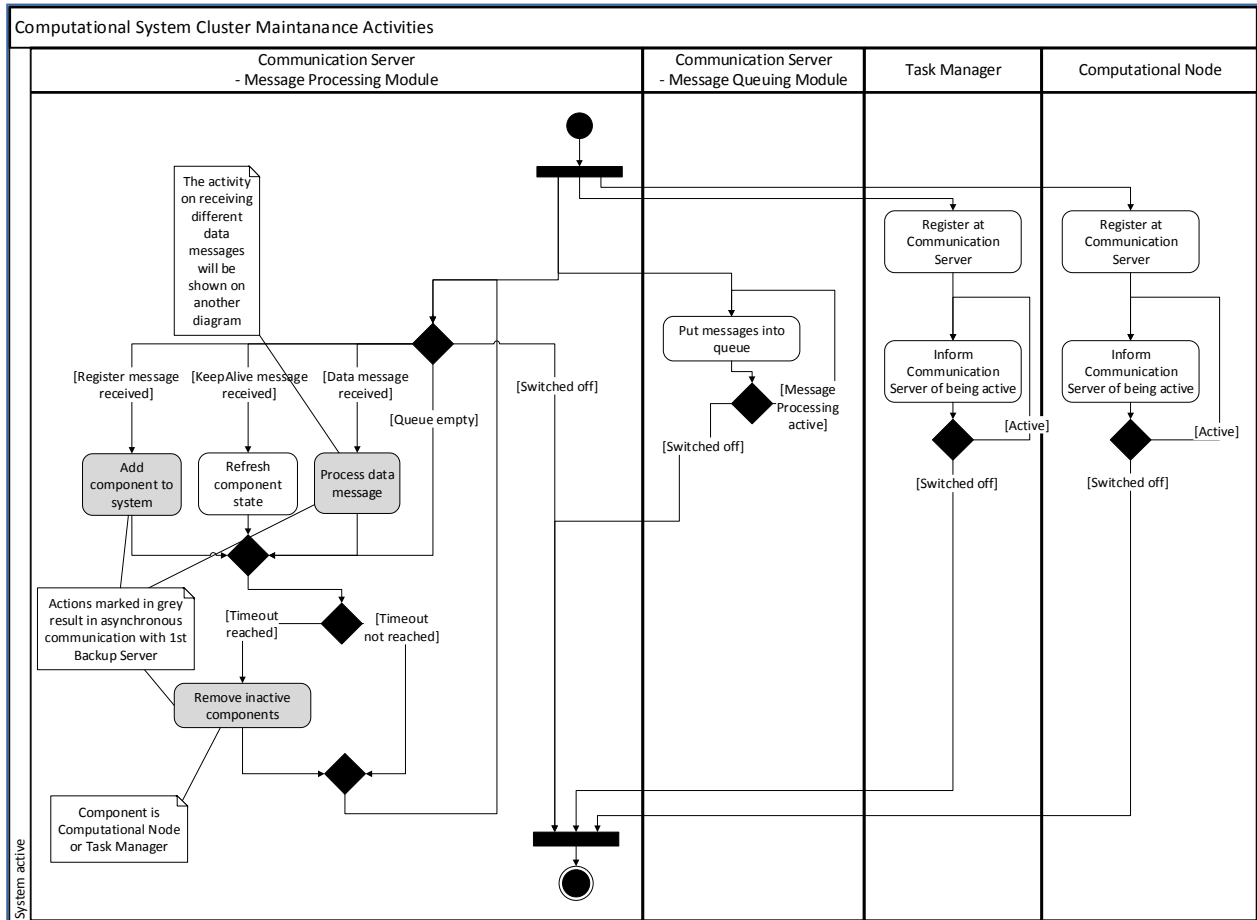 Computational System Cluster Maintanance Activities
Communication Server
- Message Processing Module
Communication Server
- Message Queuing Module
Task Manager
Computational Node
The activity
on receiving
different
data
messages
will be
shown on
another
diagram
Register at
Communication
Server
Register at
Communication
Server
Put messages into
queue
Inform
Communication
Server of being active
Inform
Communication
Server of being active
[Register message
received]
[KeepAlive message
received]
[Data message
received]
[Queue empty]
[Switched off]
[Message
Processing
active]
[Switched off]
[Active]
[Active]
[Switched off]
[Switched off]
Add
component to
system
Refresh
component
state
Process data
message
Actions marked in grey
result in asynchronous
communication with 1st
Backup Server
[Timeout
reached]
[Timeout
not reached]
Remove inactive
components
Component is
Computational Node
or Task Manager
System active